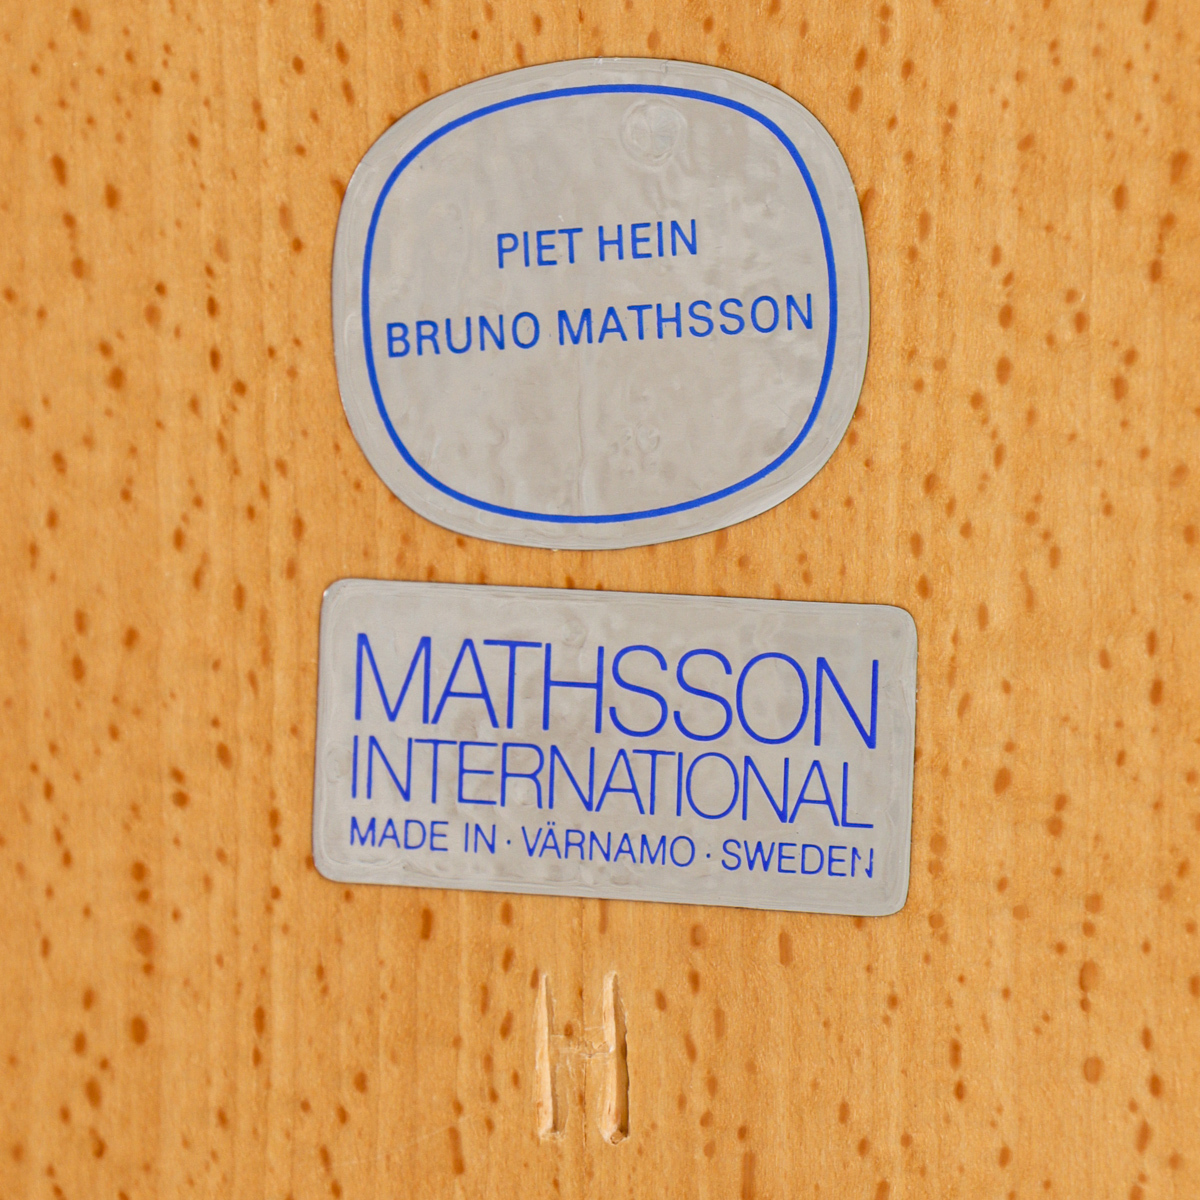 PIET HEIN
BRUNO MATHSSON
MATHSSON
INTERNATIONAL
MADE IN · VÄRNAMO · SWEDEN
H